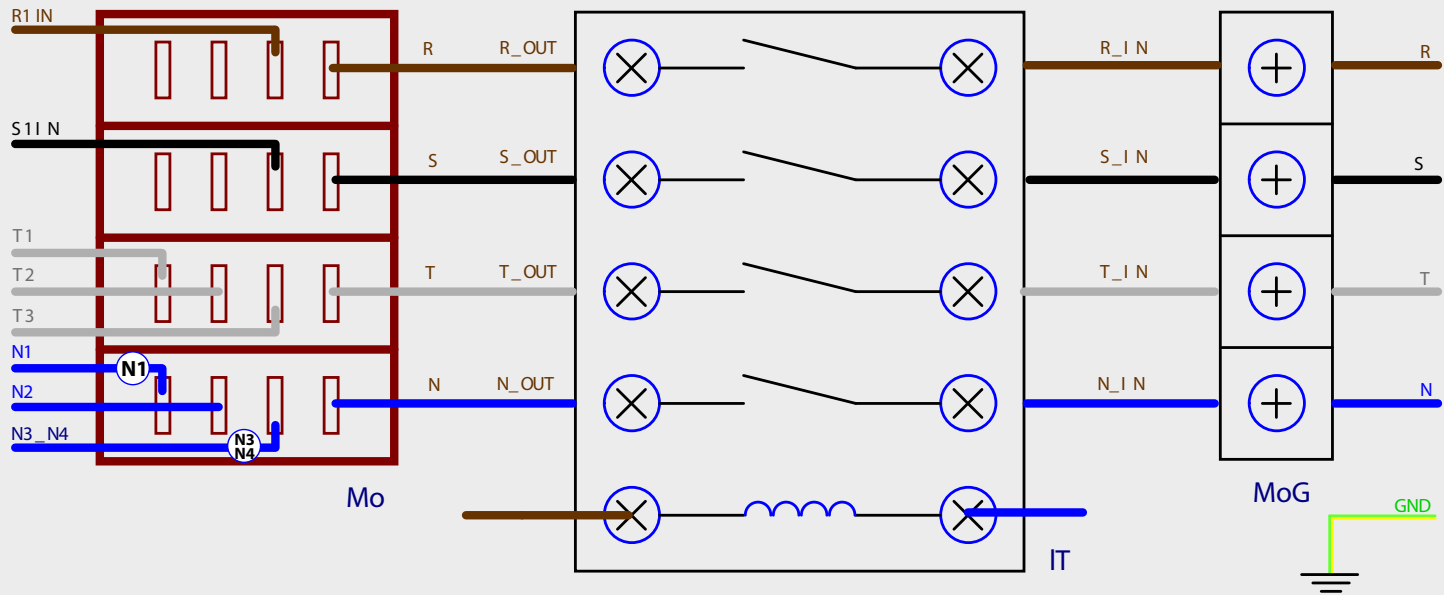 R1 IN
R
R_OUT
R_I N
R
S1I N
S
S_OUT
S_I N
S
T1
T2
T
T_OUT
T_I N
T
T3
N1
N1
N2
N
N_OUT
N_I N
N
N3_N4
N3
N4
Mo
MoG
GND
IT